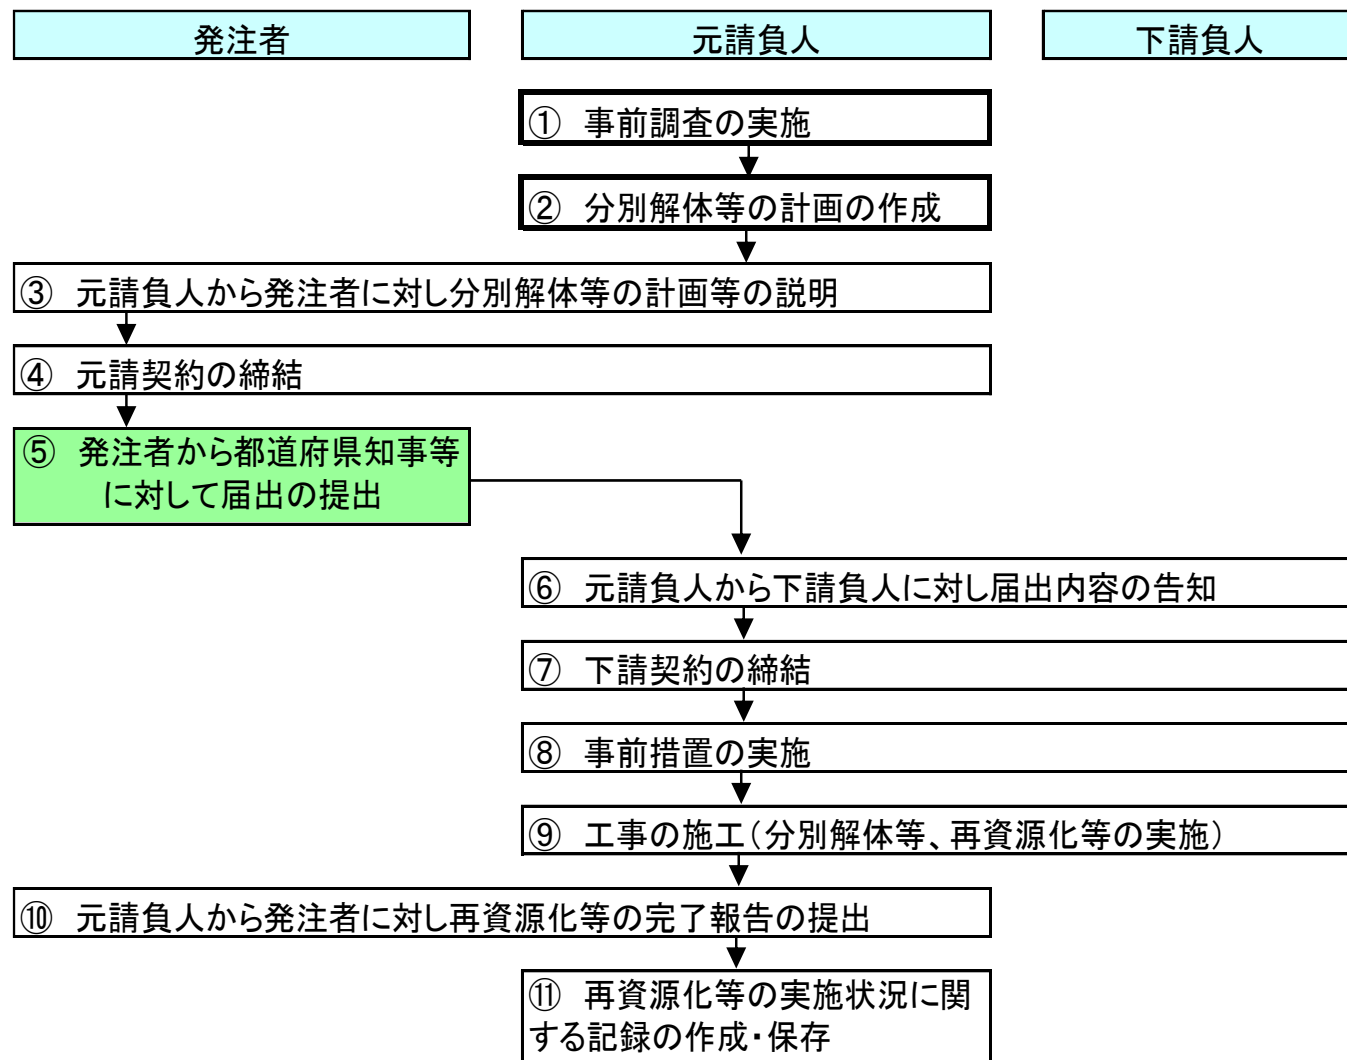 発注者
元請負人
下請負人
① 事前調査の実施
② 分別解体等の計画の作成
③ 元請負人から発注者に対し分別解体等の計画等の説明
④ 元請契約の締結
⑤ 発注者から都道府県知事等
に対して届出の提出
⑥ 元請負人から下請負人に対し届出内容の告知
⑦ 下請契約の締結
⑧ 事前措置の実施
⑨ 工事の施工（分別解体等、再資源化等の実施）
⑩ 元請負人から発注者に対し再資源化等の完了報告の提出
⑪ 再資源化等の実施状況に関
する記録の作成・保存